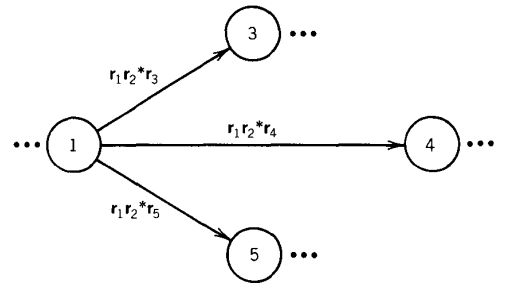 3 •••
r₁r₂*r₃
••• 1
r₁r₂*r₄
4 •••
r₁r₂*r₅
5 •••